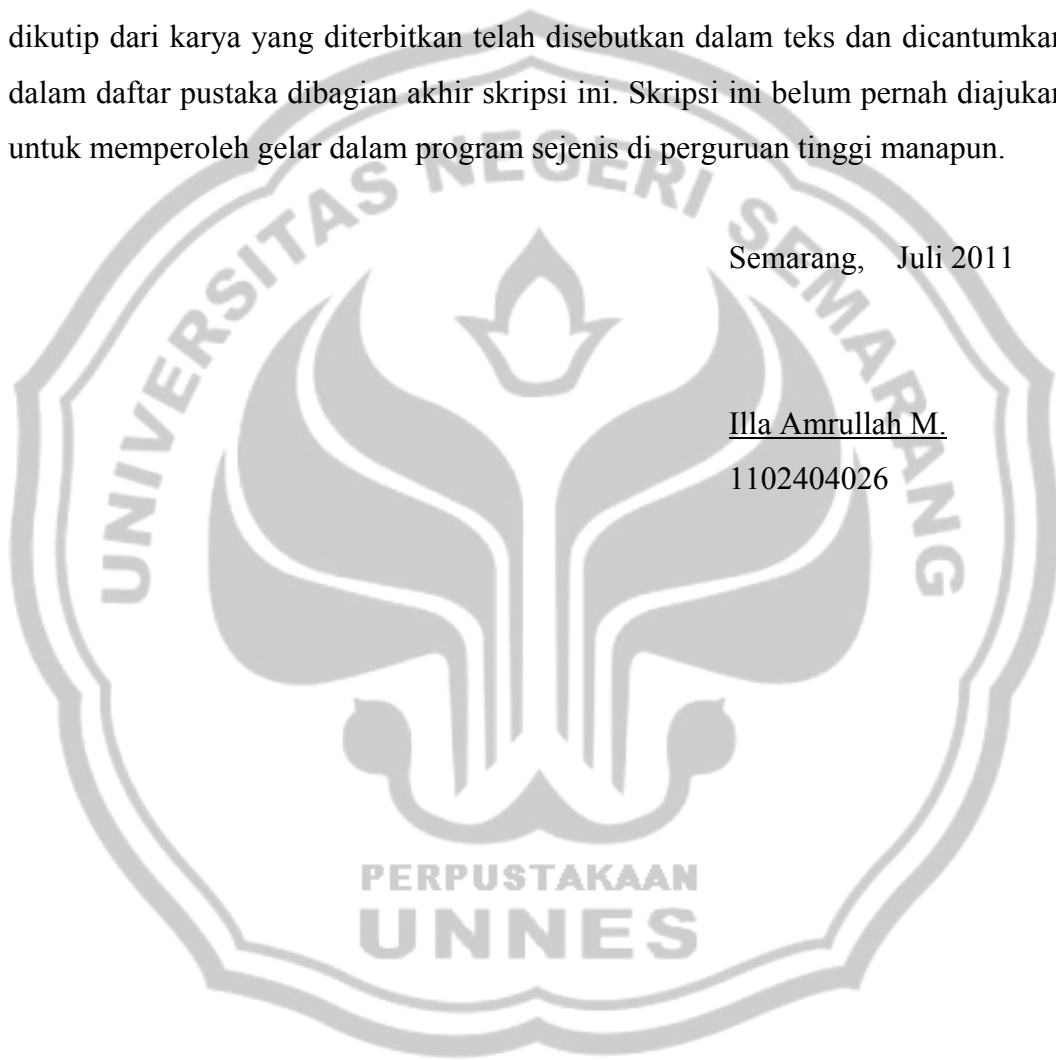 dikutip dari karya yang diterbitkan telah disebutkan dalam teks dan dicantumkan
dalam daftar pustaka dibagian akhir skripsi ini. Skripsi ini belum pernah diajukan
untuk memperoleh gelar dalam program sejenis di perguruan tinggi manapun.
UNIVERSITAS NEGERI SEMARANG
Semarang, Juli 2011
Illa Amrullah M.
1102404026
PERPUSTAKAAN
UNNES